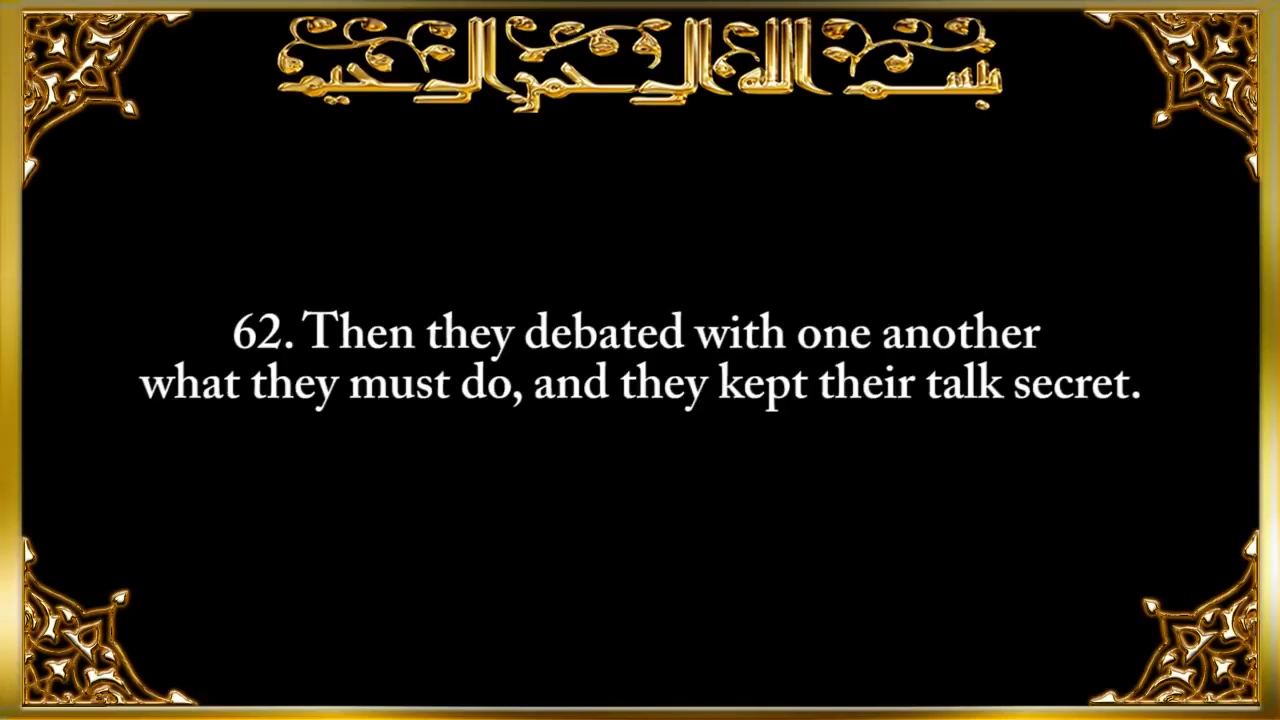 بسم الله الرحمن الرحيم
62. Then they debated with one another
what they must do, and they kept their talk secret.